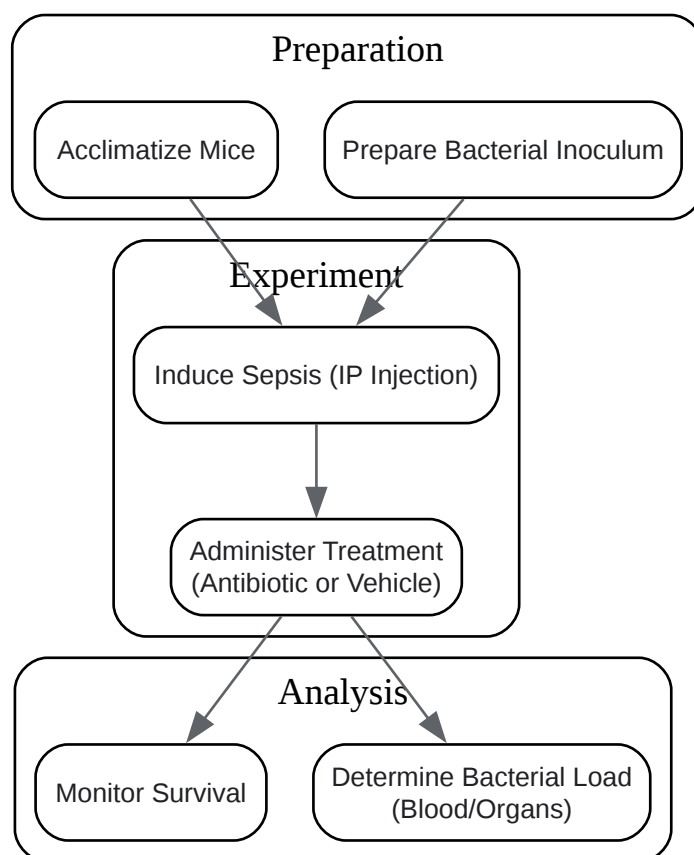 Preparation
Acclimatize Mice
Prepare Bacterial Inoculum
Experiment
Induce Sepsis (IP Injection)
Administer Treatment
(Antibiotic or Vehicle)
Analysis
Monitor Survival
Determine Bacterial Load
(Blood/Organs)